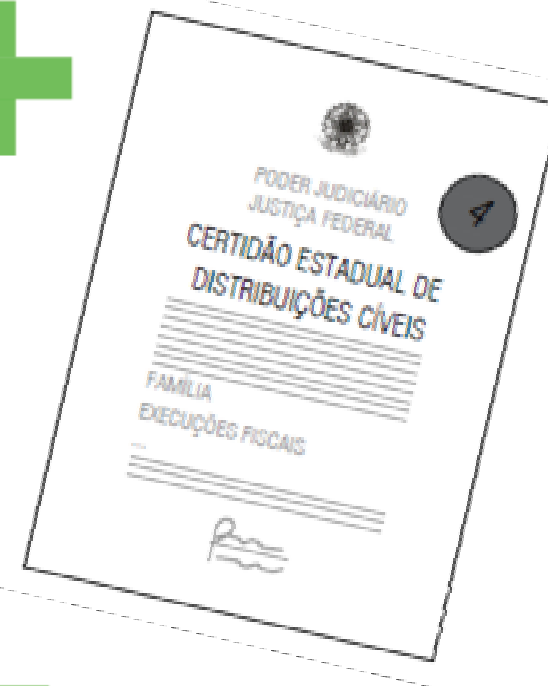 PODER JUDICIÁRIO
JUSTIÇA FEDERAL
4
CERTIDÃO ESTADUAL DE
DISTRIBUIÇÕES CÍVEIS
FAMÍLIA
EXECUÇÕES FISCAIS